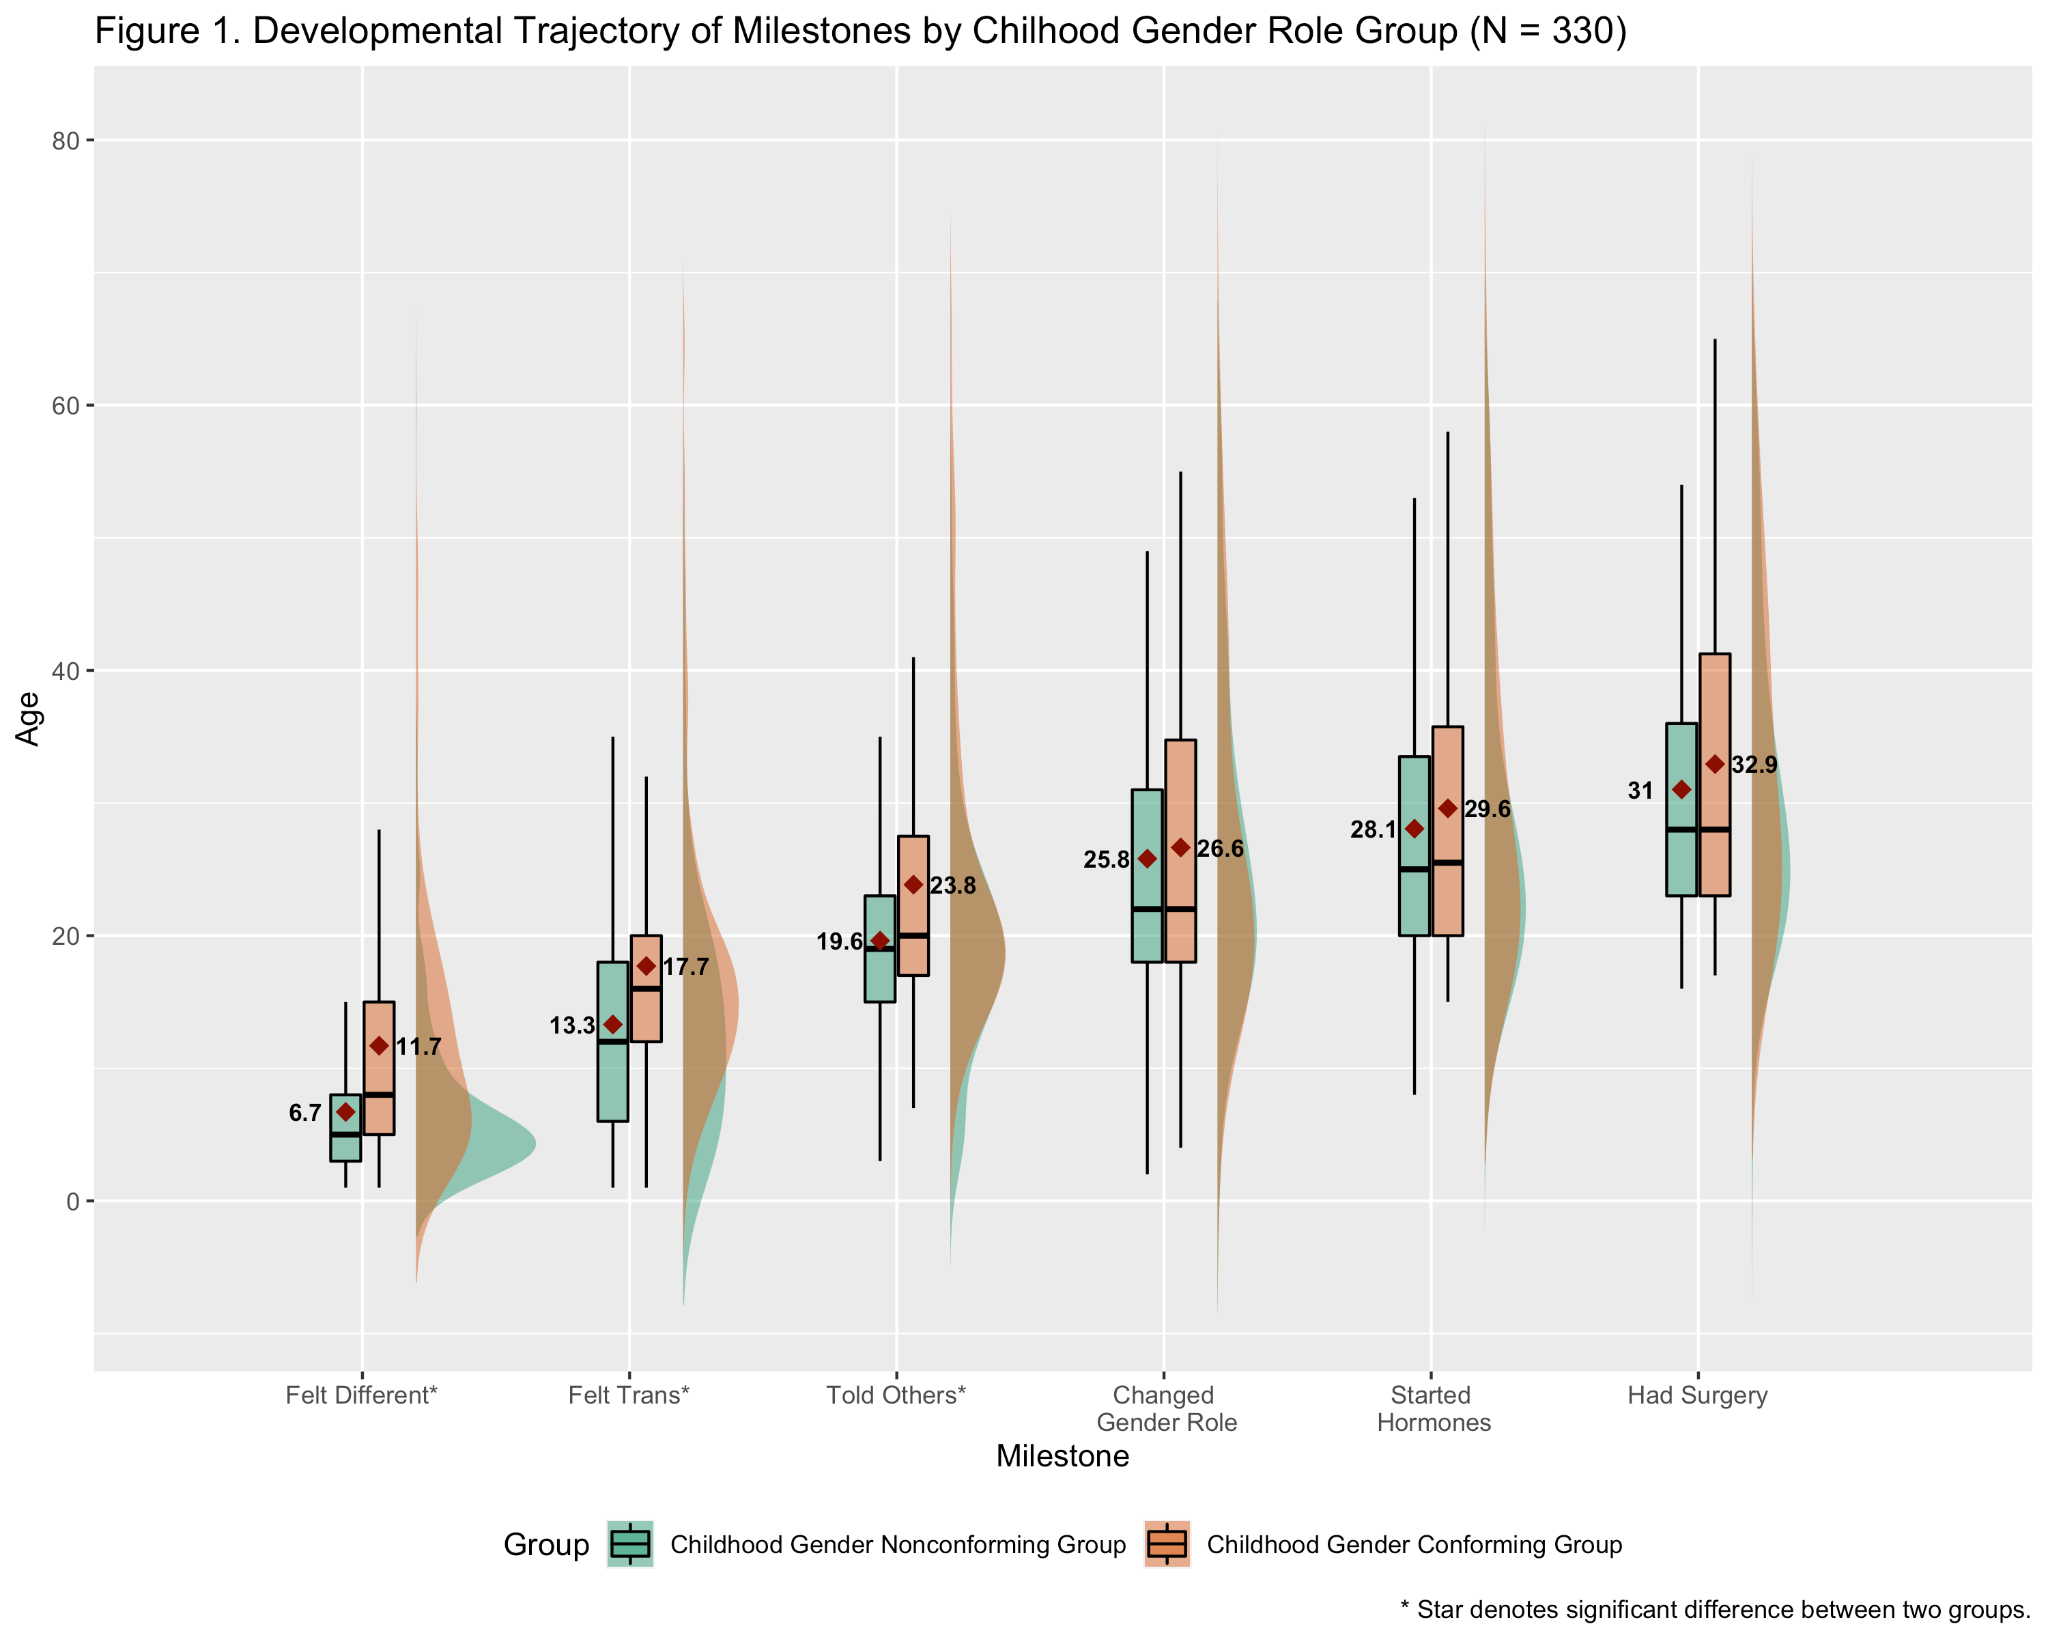 Figure 1. Developmental Trajectory of Milestones by Chilhood Gender Role Group (N = 330)
80
60
40
20
0
Age
6.7
11.7
13.3
17.7
19.6
23.8
25.8
26.6
28.1
29.6
31
32.9
Felt Different*
Felt Trans*
Told Others*
Changed
Gender Role
Started
Hormones
Had Surgery
Milestone
Group
Childhood Gender Nonconforming Group
Childhood Gender Conforming Group
* Star denotes significant difference between two groups.